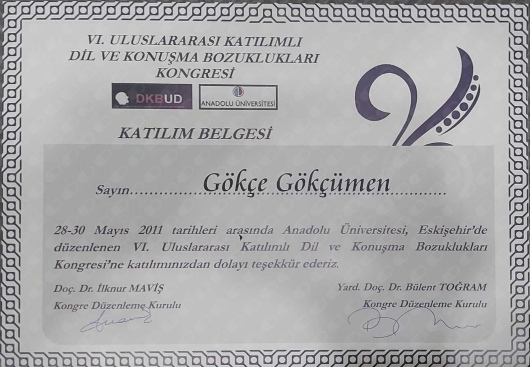 VI. ULUSLARARASI KATILIMLI
DİL VE KONUŞMA BOZUKLUKLARI
KONGRESİ
DKBUD
ANADOLU ÜNİVERSİTESİ
KATILIM BELGESİ
Sayın.......Gökçe Gökçümen.......
28-30 Mayıs 2011 tarihleri arasında Anadolu Üniversitesi, Eskişehir'de
düzenlenen VI. Uluslararası Katılımlı Dil ve Konuşma Bozuklukları
Kongresi'ne katılımınızdan dolayı teşekkür ederiz.
Doç. Dr. İlknur MAVİŞ
Yard. Doç. Dr. Bülent TOĞRAM
Kongre Düzenleme Kurulu
Kongre Düzenleme Kurulu